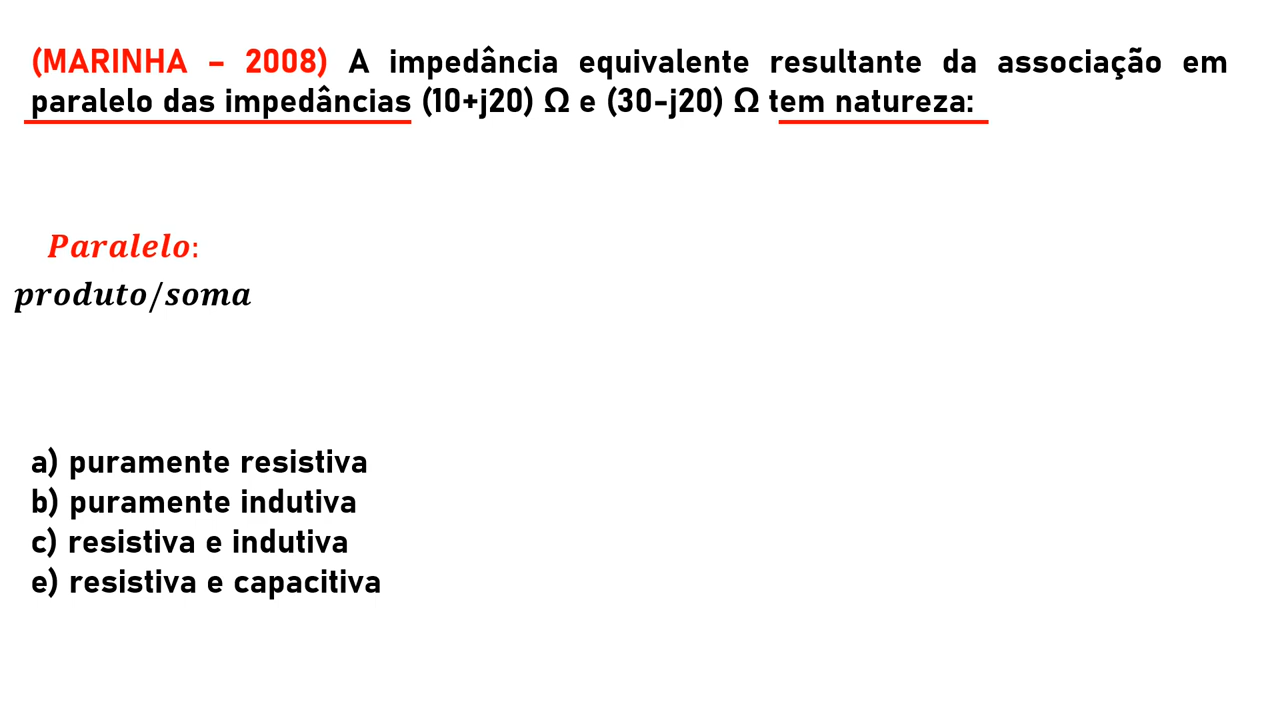 (MARINHA – 2008) A impedância equivalente resultante da associação em
paralelo das impedâncias (10+j20) Ω e (30-j20) Ω tem natureza:
Paralelo:
produto/soma
a) puramente resistiva
b) puramente indutiva
c) resistiva e indutiva
e) resistiva e capacitiva